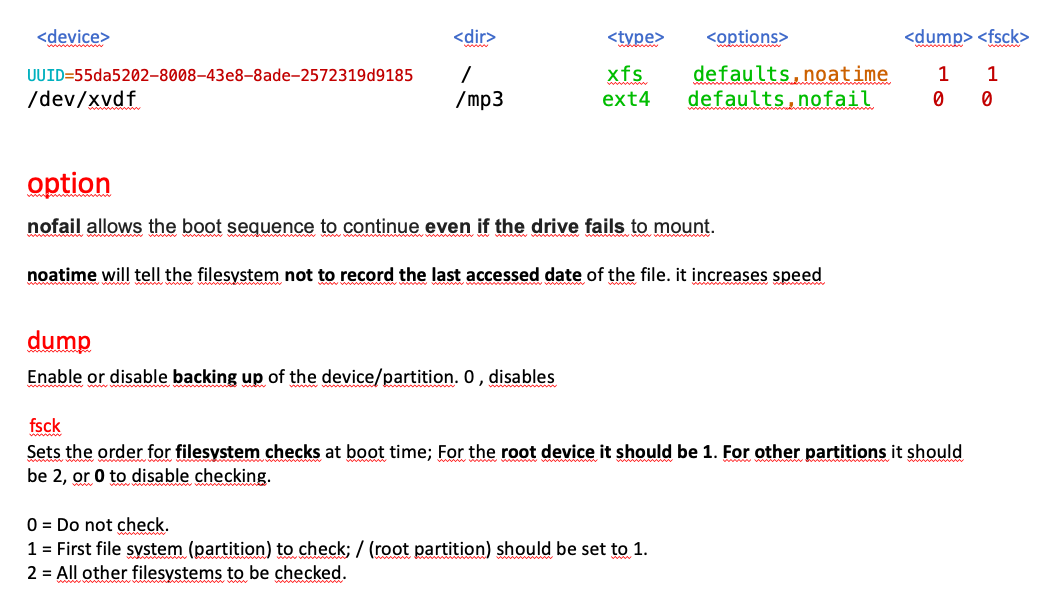 <device> <dir> <type> <options> <dump> <fsck>
UUID=55da5202-8008-43e8-8ade-2572319d9185 / xfs defaults,noatime 1 1
/dev/xvdf /mp3 ext4 defaults,nofail 0 0
option
nofail allows the boot sequence to continue even if the drive fails to mount.
noatime will tell the filesystem not to record the last accessed date of the file. it increases speed
dump
Enable or disable backing up of the device/partition. 0 , disables
fsck
Sets the order for filesystem checks at boot time; For the root device it should be 1. For other partitions it should
be 2, or 0 to disable checking.
0 = Do not check.
1 = First file system (partition) to check; / (root partition) should be set to 1.
2 = All other filesystems to be checked.